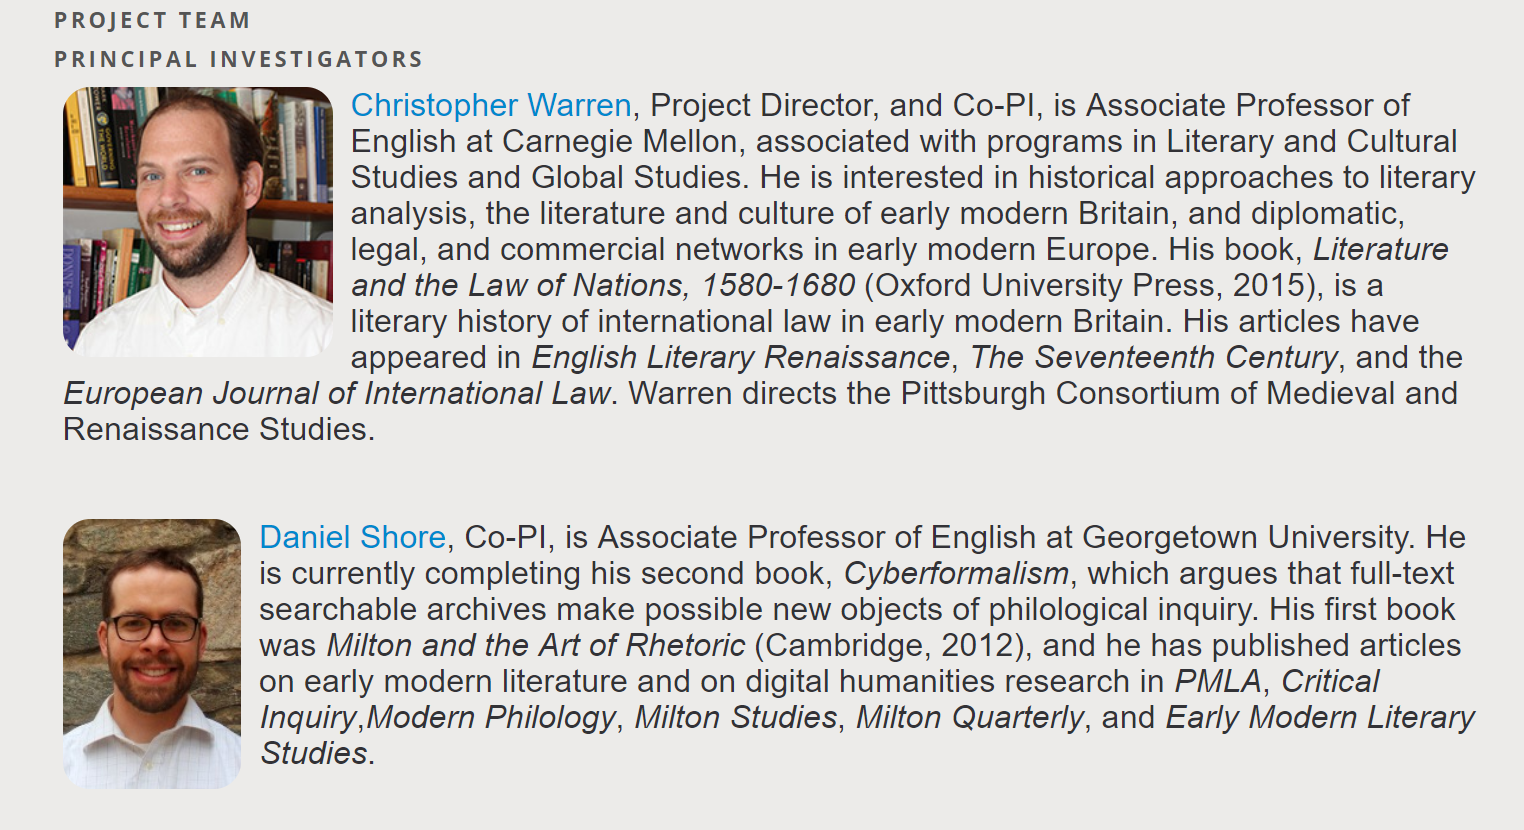 PROJECT TEAM
PRINCIPAL INVESTIGATORS
Christopher Warren, Project Director, and Co-PI, is Associate Professor of
English at Carnegie Mellon, associated with programs in Literary and Cultural
Studies and Global Studies. He is interested in historical approaches to literary
analysis, the literature and culture of early modern Britain, and diplomatic,
legal, and commercial networks in early modern Europe. His book, Literature
and the Law of Nations, 1580-1680 (Oxford University Press, 2015), is a
literary history of international law in early modern Britain. His articles have
appeared in English Literary Renaissance, The Seventeenth Century, and the
European Journal of International Law. Warren directs the Pittsburgh Consortium of Medieval and
Renaissance Studies.
Daniel Shore, Co-PI, is Associate Professor of English at Georgetown University. He
is currently completing his second book, Cyberformalism, which argues that full-text
searchable archives make possible new objects of philological inquiry. His first book
was Milton and the Art of Rhetoric (Cambridge, 2012), and he has published articles
on early modern literature and on digital humanities research in PMLA, Critical
Inquiry,Modern Philology, Milton Studies, Milton Quarterly, and Early Modern Literary
Studies.